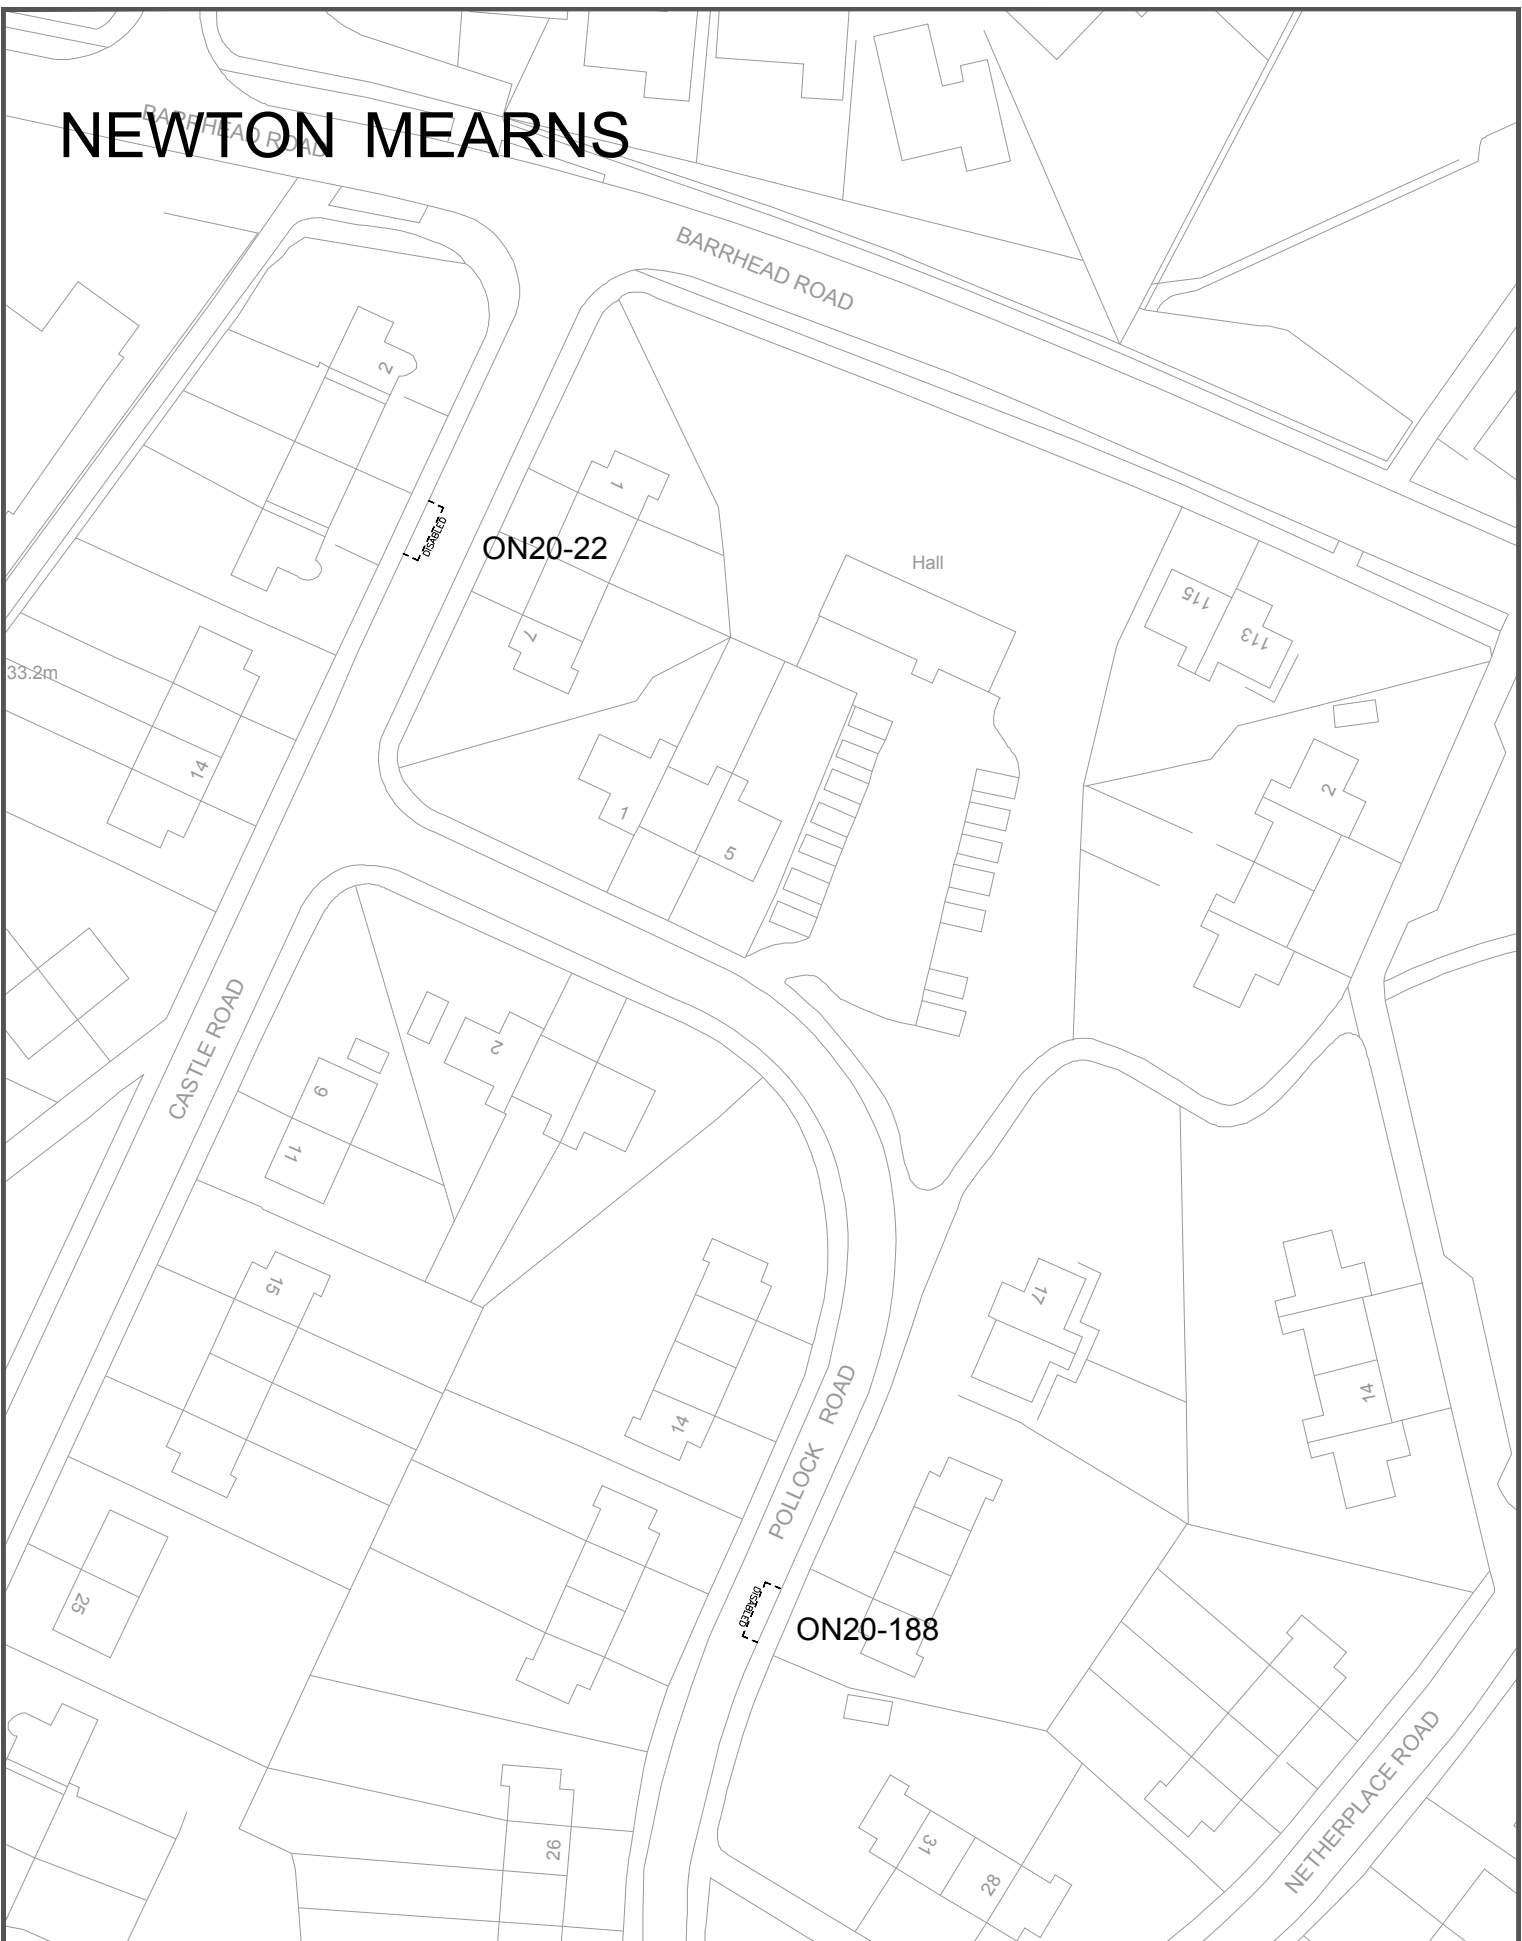 BARRHEAD ROAD
NEWTON MEARNS
BARRHEAD ROAD
2
1
DISABLED
ON20-22
Hall
115
113
7
33.2m
14
2
1
5
CASTLE ROAD
2
9
11
15
17
14
14
POLLOCK ROAD
25
DISABLED
ON20-188
NETHERPLACE ROAD
26
31
28